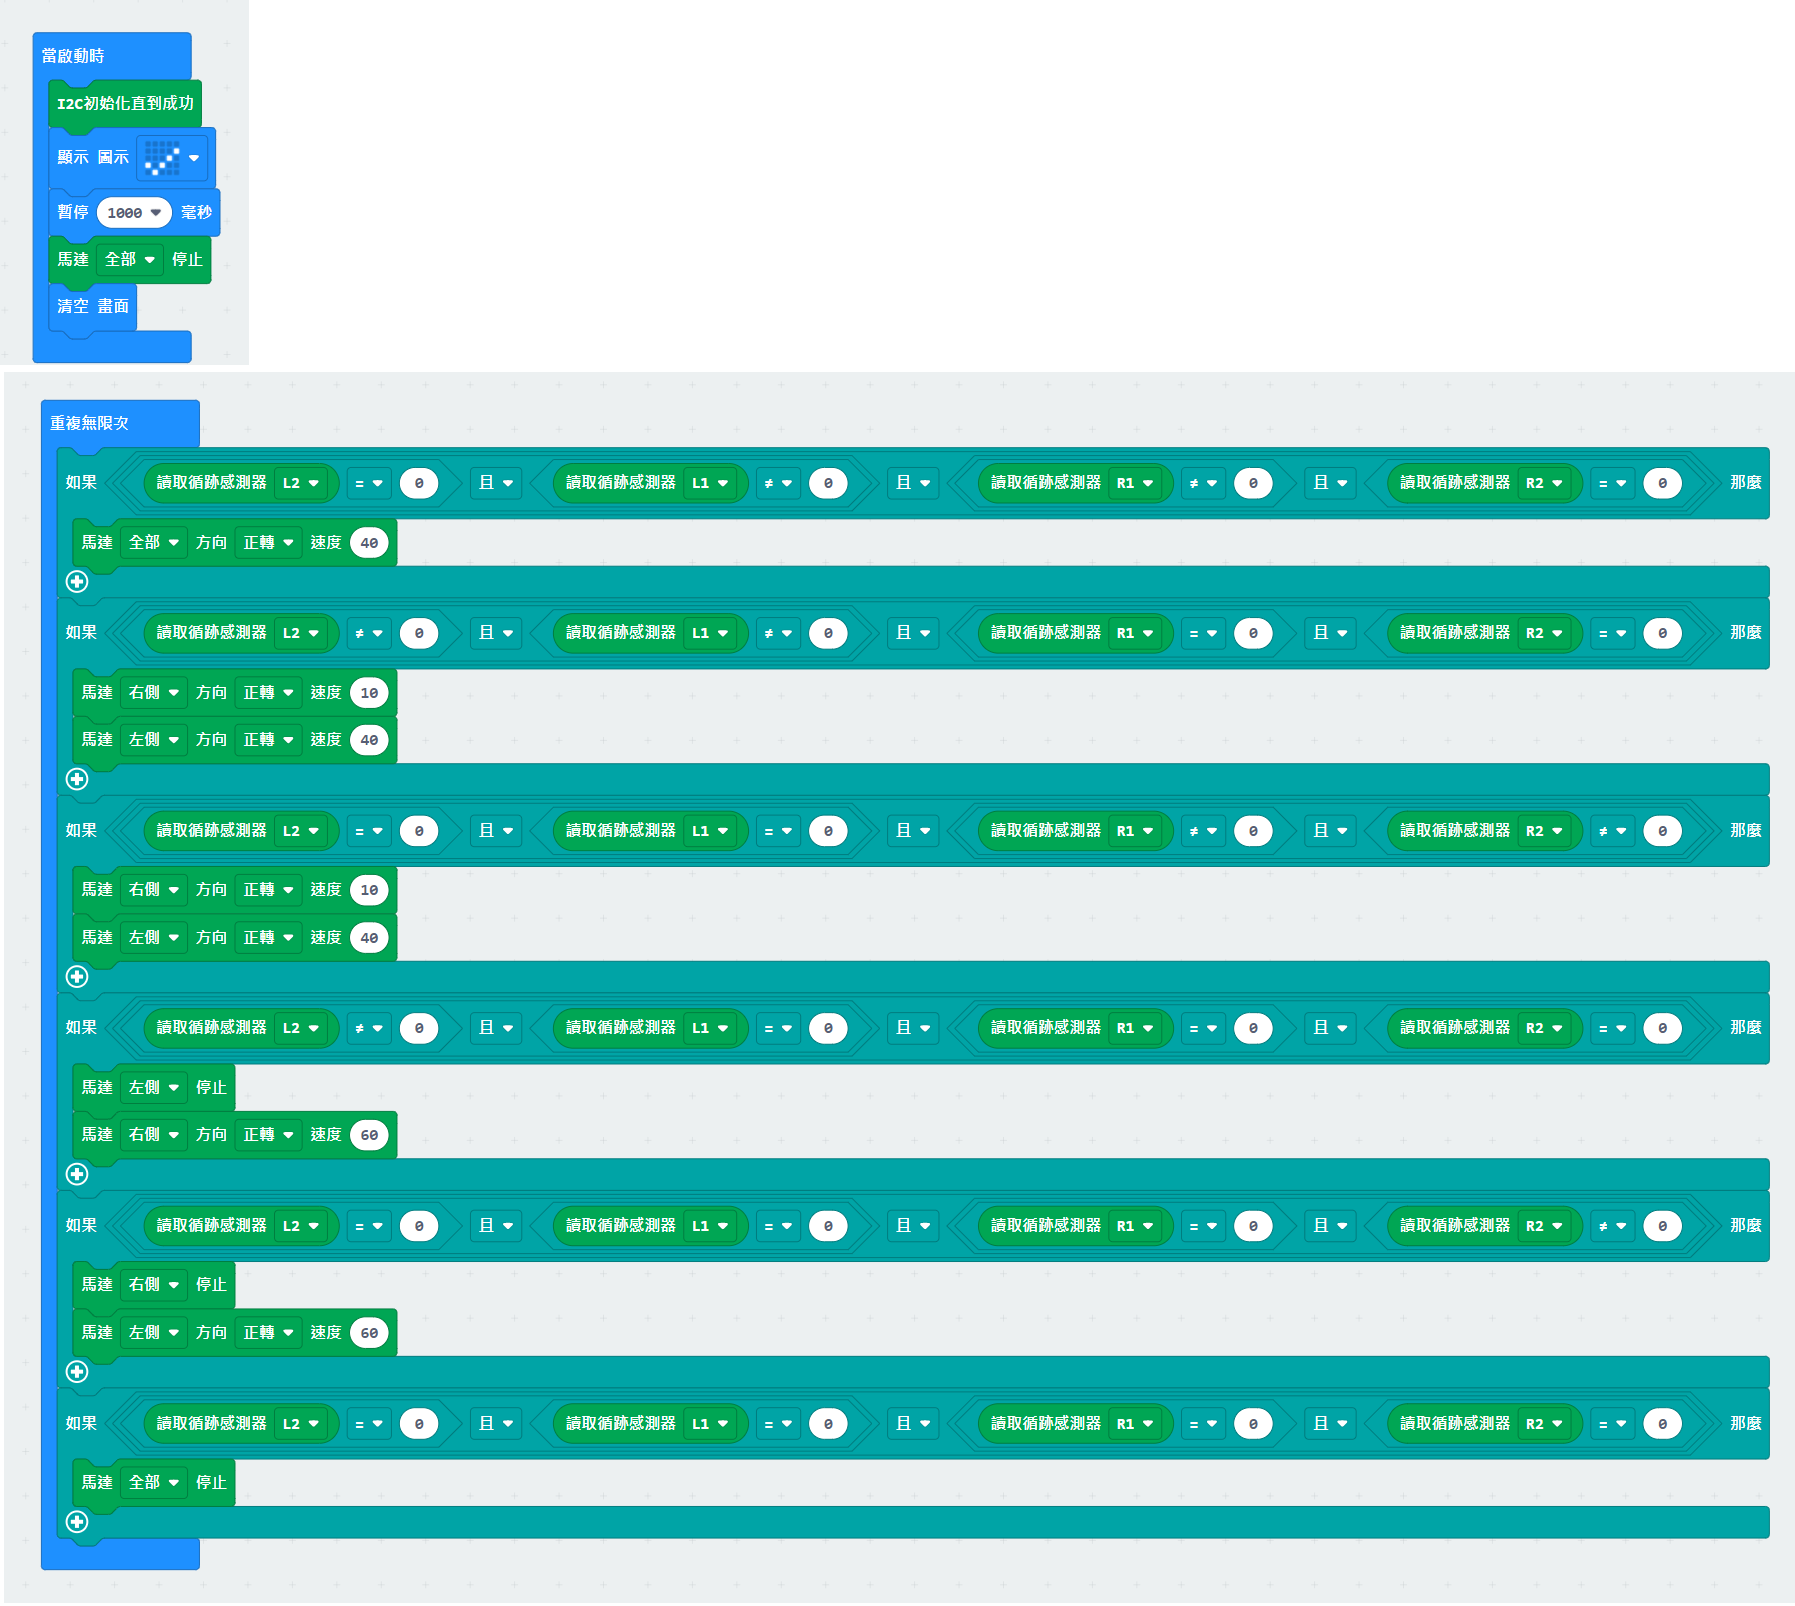 當啟動時
I2C初始化直到成功
顯示 圖示
暫停 1000 毫秒
馬達 全部 停止
清空 畫面
重複無限次
如果 讀取循跡感測器 L2 = 0 且 讀取循跡感測器 L1 ≠ 0 且 讀取循跡感測器 R1 ≠ 0 且 讀取循跡感測器 R2 = 0 那麼
馬達 全部 方向 正轉 速度 40
如果 讀取循跡感測器 L2 ≠ 0 且 讀取循跡感測器 L1 ≠ 0 且 讀取循跡感測器 R1 = 0 且 讀取循跡感測器 R2 = 0 那麼
馬達 右側 方向 正轉 速度 10
馬達 左側 方向 正轉 速度 40
如果 讀取循跡感測器 L2 = 0 且 讀取循跡感測器 L1 = 0 且 讀取循跡感測器 R1 ≠ 0 且 讀取循跡感測器 R2 ≠ 0 那麼
馬達 右側 方向 正轉 速度 10
馬達 左側 方向 正轉 速度 40
如果 讀取循跡感測器 L2 ≠ 0 且 讀取循跡感測器 L1 = 0 且 讀取循跡感測器 R1 = 0 且 讀取循跡感測器 R2 = 0 那麼
馬達 左側 停止
馬達 右側 方向 正轉 速度 60
如果 讀取循跡感測器 L2 = 0 且 讀取循跡感測器 L1 = 0 且 讀取循跡感測器 R1 = 0 且 讀取循跡感測器 R2 ≠ 0 那麼
馬達 右側 停止
馬達 左側 方向 正轉 速度 60
如果 讀取循跡感測器 L2 = 0 且 讀取循跡感測器 L1 = 0 且 讀取循跡感測器 R1 = 0 且 讀取循跡感測器 R2 = 0 那麼
馬達 全部 停止